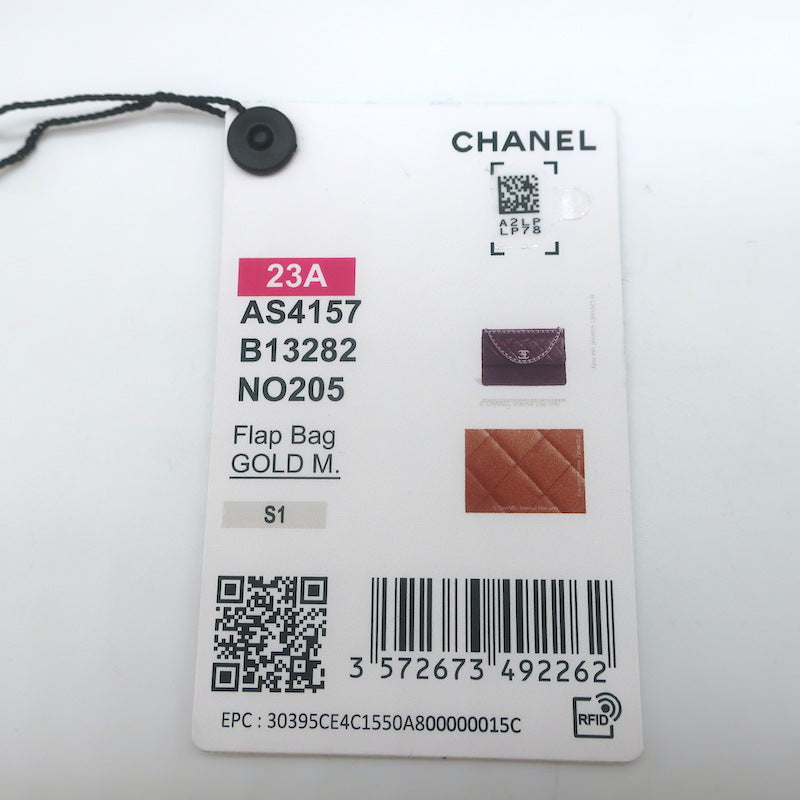 CHANEL
A2LP
LP78
23A
AS4157
B13282
NO205
Flap Bag
GOLD M.
S1
3 572673 492262
EPC : 30395CE4C1550A800000015C
RFID